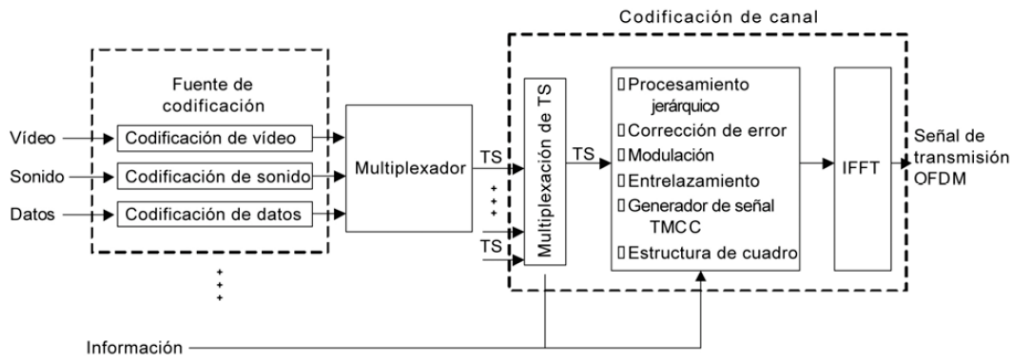 Codificación de canal
Fuente de
codificación
Vídeo
Codificación de vídeo
Sonido
Codificación de sonido
Datos
Codificación de datos
Multiplexador
TS
TS
Multiplexación de TS
TS
Procesamiento
jerárquico
Corrección de error
Modulación
Entrelazamiento
Generador de señal
TMCC
Estructura de cuadro
IFFT
Señal de
transmisión
OFDM
Información